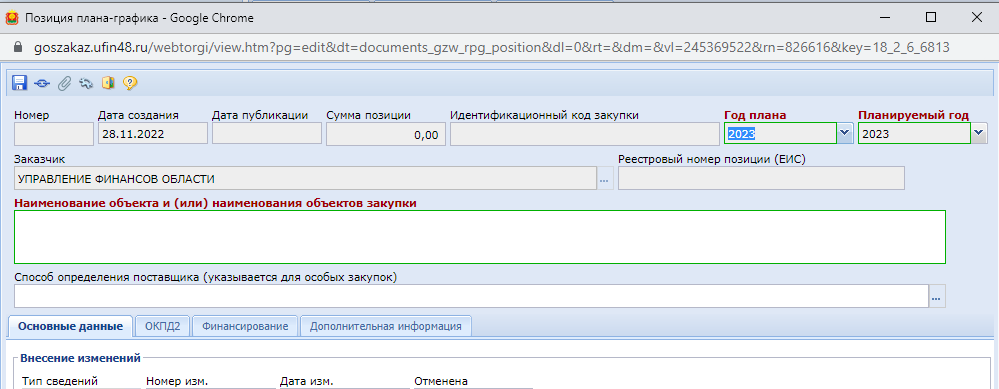 Позиция плана-графика - Google Chrome
goszakaz.ufin48.ru/webtorgi/view.htm?pg=edit&dt=documents_gzw_rpg_position&dl=0&rt=&dm=&vl=245369522&rn=826616&key=18_2_6_6813
Номер Дата создания Дата публикации Сумма позиции Идентификационный код закупки Год плана Планируемый год
28.11.2022 0,00 2023 2023
Заказчик Реестровый номер позиции (ЕИС)
УПРАВЛЕНИЕ ФИНАНСОВ ОБЛАСТИ ...
Наименование объекта и (или) наименования объектов закупки
Способ определения поставщика (указывается для особых закупок)
...
Основные данные ОКПД2 Финансирование Дополнительная информация
Внесение изменений
Тип сведений Номер изм. Дата изм. Отменена